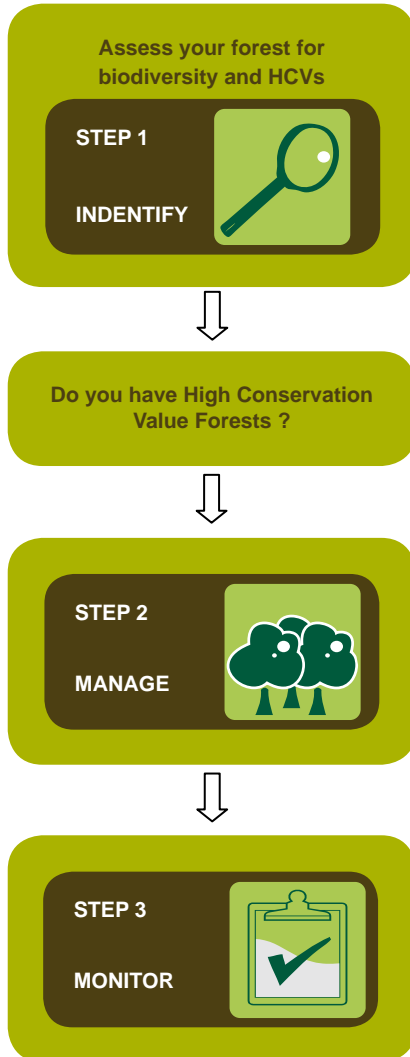 Assess your forest for
biodiversity and HCVs
STEP 1
INDENTIFY
Do you have High Conservation
Value Forests ?
STEP 2
MANAGE
STEP 3
MONITOR